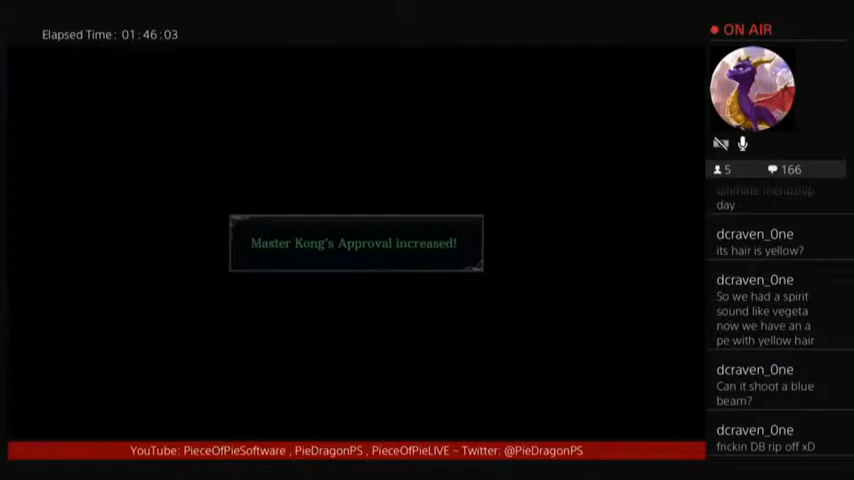 Elapsed Time: 01:46:03
ON AIR
5
166
day
dcraven_0ne
its hair is yellow?
dcraven_0ne
So we had a spirit
sound like vegeta
now we have an a
pe with yellow hair
dcraven_0ne
Can it shoot a blue
beam?
dcraven_0ne
frickin DB rip off xD
Master Kong's Approval increased!
YouTube: PieceOfPieSoftware , PieDragonPS , PieceOfPieLIVE – Twitter: @PieDragonPS